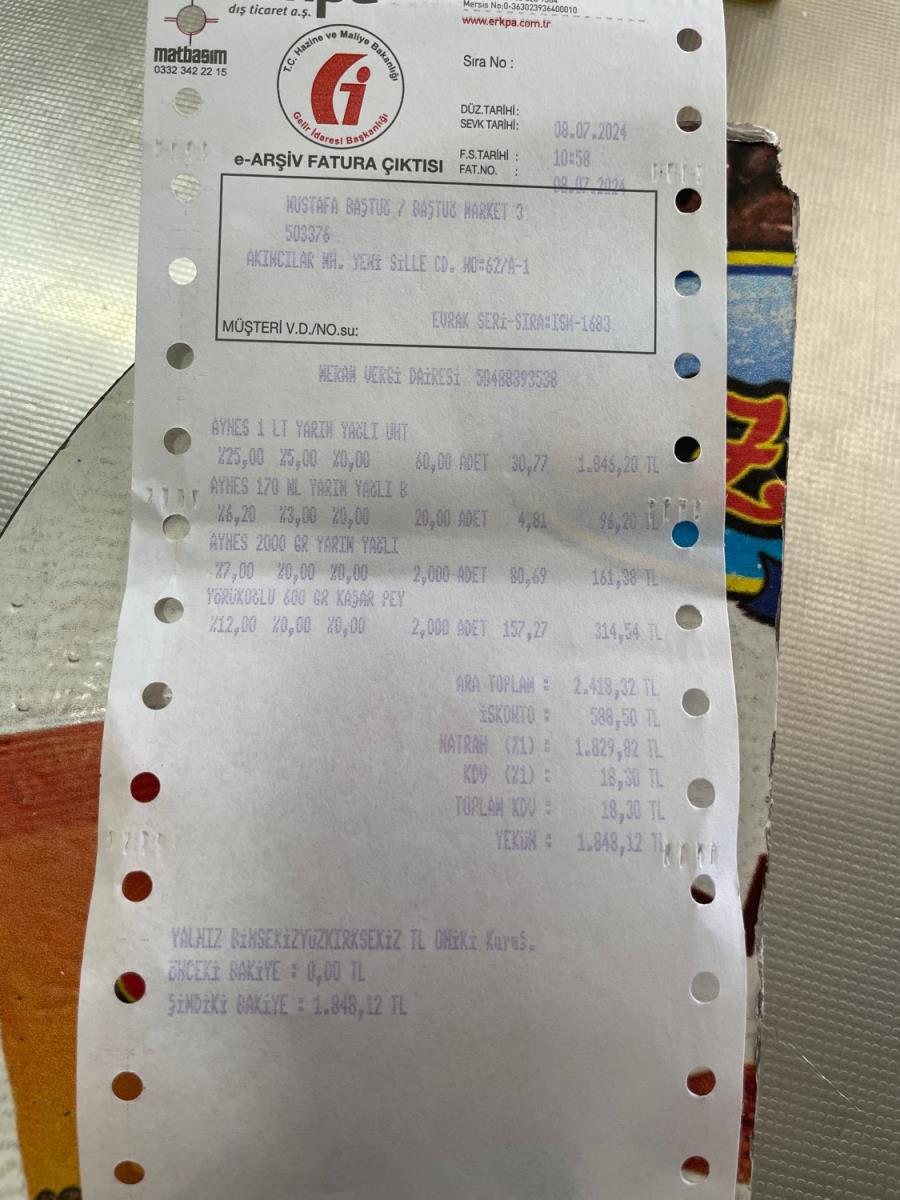 dış ticaret a.ş.
Mersis No:0-363023936400010
www.erkpa.com.tr
matbasım
0332 342 22 15
T.C. Hazine ve Maliye Bakanlığı
Gelir İdaresi Başkanlığı
e-ARŞİV FATURA ÇIKTISI
Sıra No :
DÜZ.TARİHİ:
SEVK TARİHİ: 08.07.2024
F.S.TARİHİ : 10:58
FAT.NO. : 08.07.2024
MUSTAFA BAŞTUĞ / BAŞTUĞ MARKET 3
503376
AKINCILAR MH. YENİ SİLLE CD. NO:62/A-1
EVRAK SERİ-SIRA:ISM-1683
MÜŞTERİ V.D./NO.su:
MERAM VERGİ DAİRESİ 50488393538
AYNES 1 LT YARIM YAĞLI UHT
%25,00 %5,00 %0,00 60,00 ADET 30,77 1.846,20 TL
AYNES 170 ML YARIM YAĞLI B
%6,20 %3,00 %0,00 20,00 ADET 4,81 96,20 TL
AYNES 2000 GR YARIM YAĞLI
%7,00 %0,00 %0,00 2,000 ADET 80,69 161,38 TL
YÖRÜKOĞLU 600 GR KAŞAR PEY
%12,00 %0,00 %0,00 2,000 ADET 157,27 314,54 TL
ARA TOPLAM : 2.418,32 TL
İSKONTO : 588,50 TL
MATRAH (%1) : 1.829,82 TL
KDV (%1) : 18,30 TL
TOPLAM KDV : 18,30 TL
YEKÜN : 1.848,12 TL
YALNIZ BİNSEKİZYÜZKIRKSEKİZ TL ONİKİ Kuruş.
ÖNCEKİ BAKİYE : 0,00 TL
ŞİMDİKİ BAKİYE : 1.848,12 TL